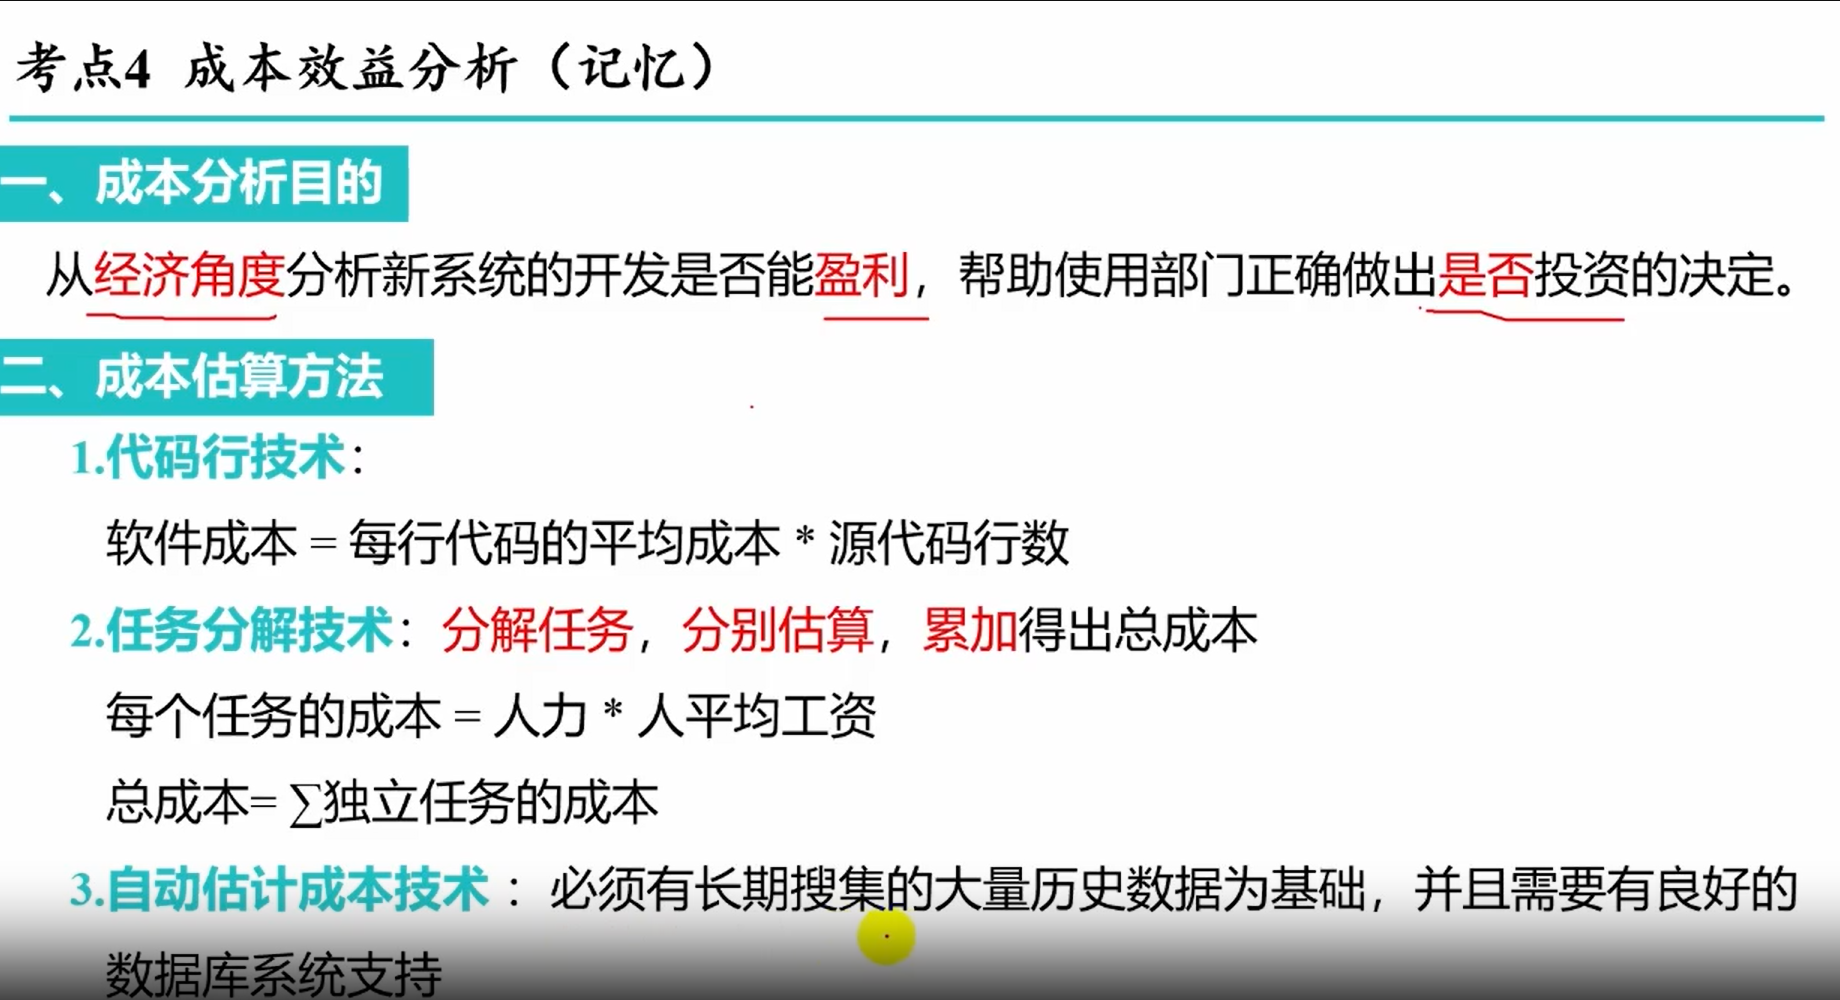 考点4 成本效益分析（记忆）
一、成本分析目的
从经济角度分析新系统的开发是否能盈利，帮助使用部门正确做出是否投资的决定。
二、成本估算方法
1.代码行技术：
软件成本 = 每行代码的平均成本 * 源代码行数
2.任务分解技术：分解任务，分别估算，累加得出总成本
每个任务的成本 = 人力 * 人平均工资
总成本= ∑独立任务的成本
3.自动估计成本技术 ：必须有长期搜集的大量历史数据为基础，并且需要有良好的
数据库系统支持